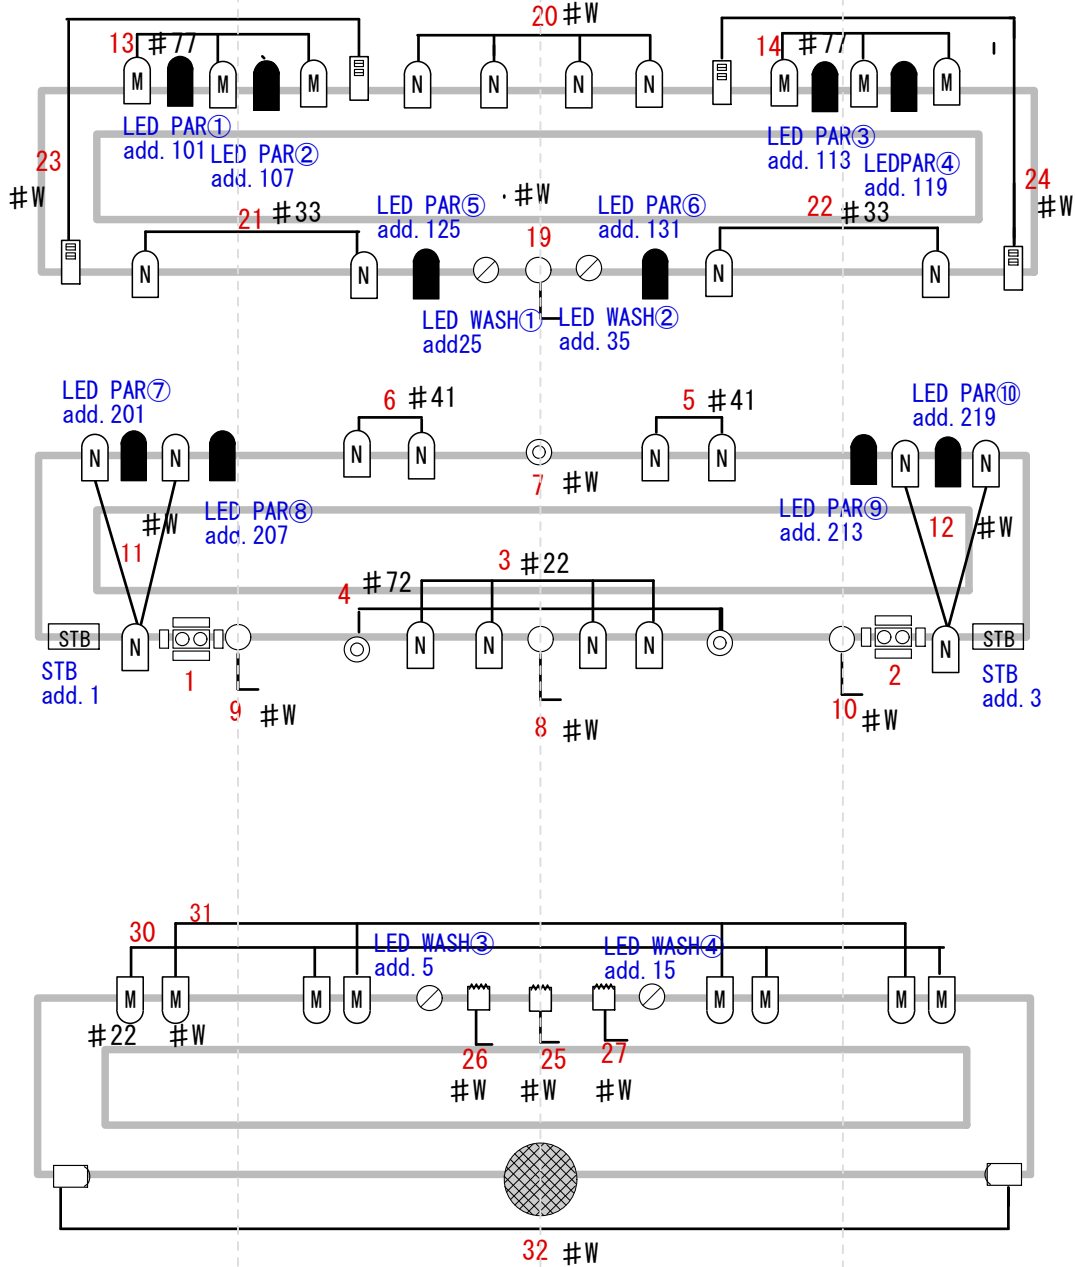 20 #W
13 #77
14 #77
M M M N N N N M M M
LED PAR①
add. 101
LED PAR②
add. 107
LED PAR③
add. 113
LEDPAR④
add. 119
23
#W
24
#W
21 #33
LED PAR⑤
add. 125
#W
19
LED PAR⑥
add. 131
22 #33
N N N N
LED WASH①
add25
LED WASH②
add. 35
LED PAR⑦
add. 201
6 #41
5 #41
LED PAR⑩
add. 219
N N N N N N N N
7 #W
LED PAR⑧
add. 207
#W
11
LED PAR⑨
add. 213
12 #W
3 #22
4 #72
STB N N N N N N STB
STB
add. 1
1
2
STB
add. 3
9 #W
8 #W
10 #W
31
30
LED WASH③
add. 5
LED WASH④
add. 15
M M M M M M M M
#22 #W
26 25 27
#W #W #W
32 #W